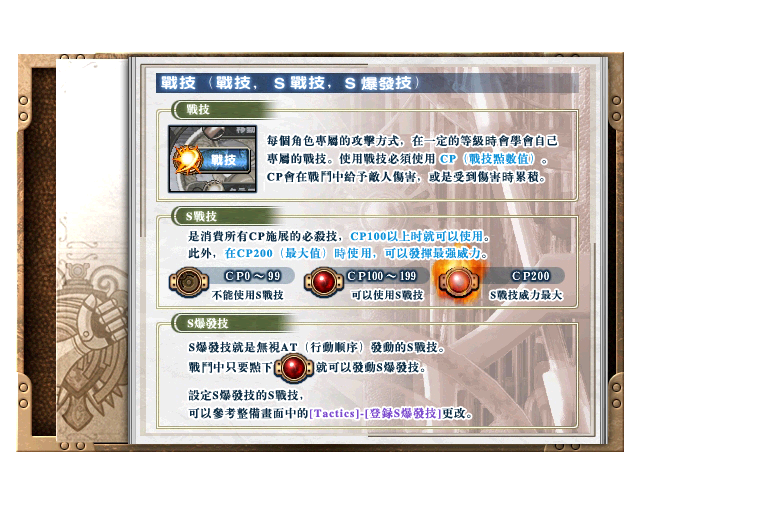 戰技（戰技，S戰技，S爆發技）
戰技
戰技
每個角色專屬的攻擊方式，在一定的等級時會學會自己
專屬的戰技。使用戰技必須使用 CP（戰技點數值）。
CP會在戰鬥中給予敵人傷害，或是受到傷害時累積。
S戰技
是消費所有CP施展的必殺技，CP100以上时就可以使用。
此外，在CP200（最大值）時使用，可以發揮最强威力。
CP0～99
CP100～199
CP200
不能使用S戰技
可以使用S戰技
S戰技威力最大
S爆發技
S爆發技就是無視AT（行動順序）發動的S戰技。
戰鬥中只要點下就可以發動S爆發技。
設定S爆發技的S戰技，
可以參考整備畫面中的[Tactics]-[登録S爆發技]更改。